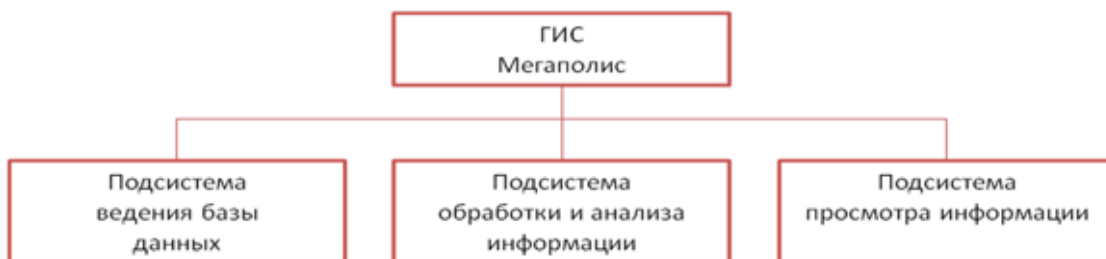 ГИС
Мегаполис
Подсистема
ведения базы
данных
Подсистема
обработки и анализа
информации
Подсистема
просмотра информации